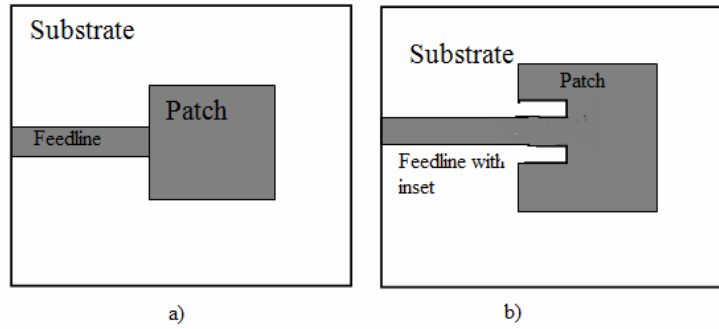 Substrate
Patch
Feedline
a)
Substrate
Patch
Feedline with
inset
b)